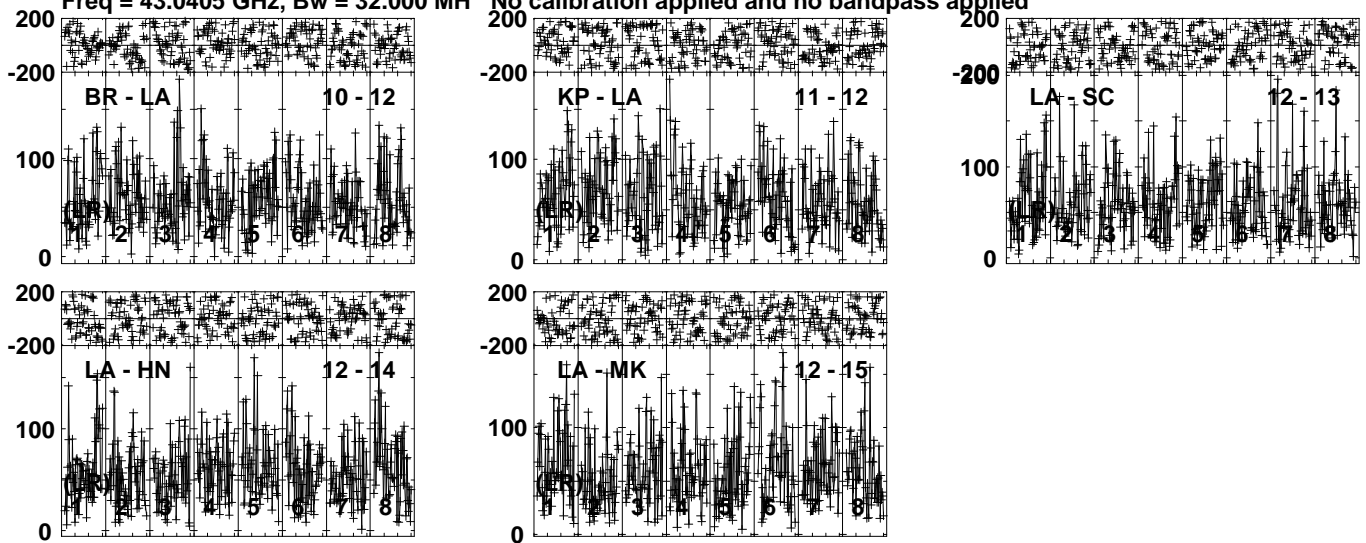 Freq = 43.0405 GHz, Bw = 32.000 MH No calibration applied and no bandpass applied
200
-200
BR - LA 10 - 12
100
(LR)
1 2 3 4 5 6 7 8
0
200
-200
KP - LA 11 - 12
100
(LR)
1 2 3 4 5 6 7 8
0
200
-200
200
LA - SC 12 - 13
100
(LR)
1 2 3 4 5 6 7 8
0
200
-200
LA - HN 12 - 14
100
(LR)
1 2 3 4 5 6 7 8
0
200
-200
LA - MK 12 - 15
100
(LR)
1 2 3 4 5 6 7 8
0